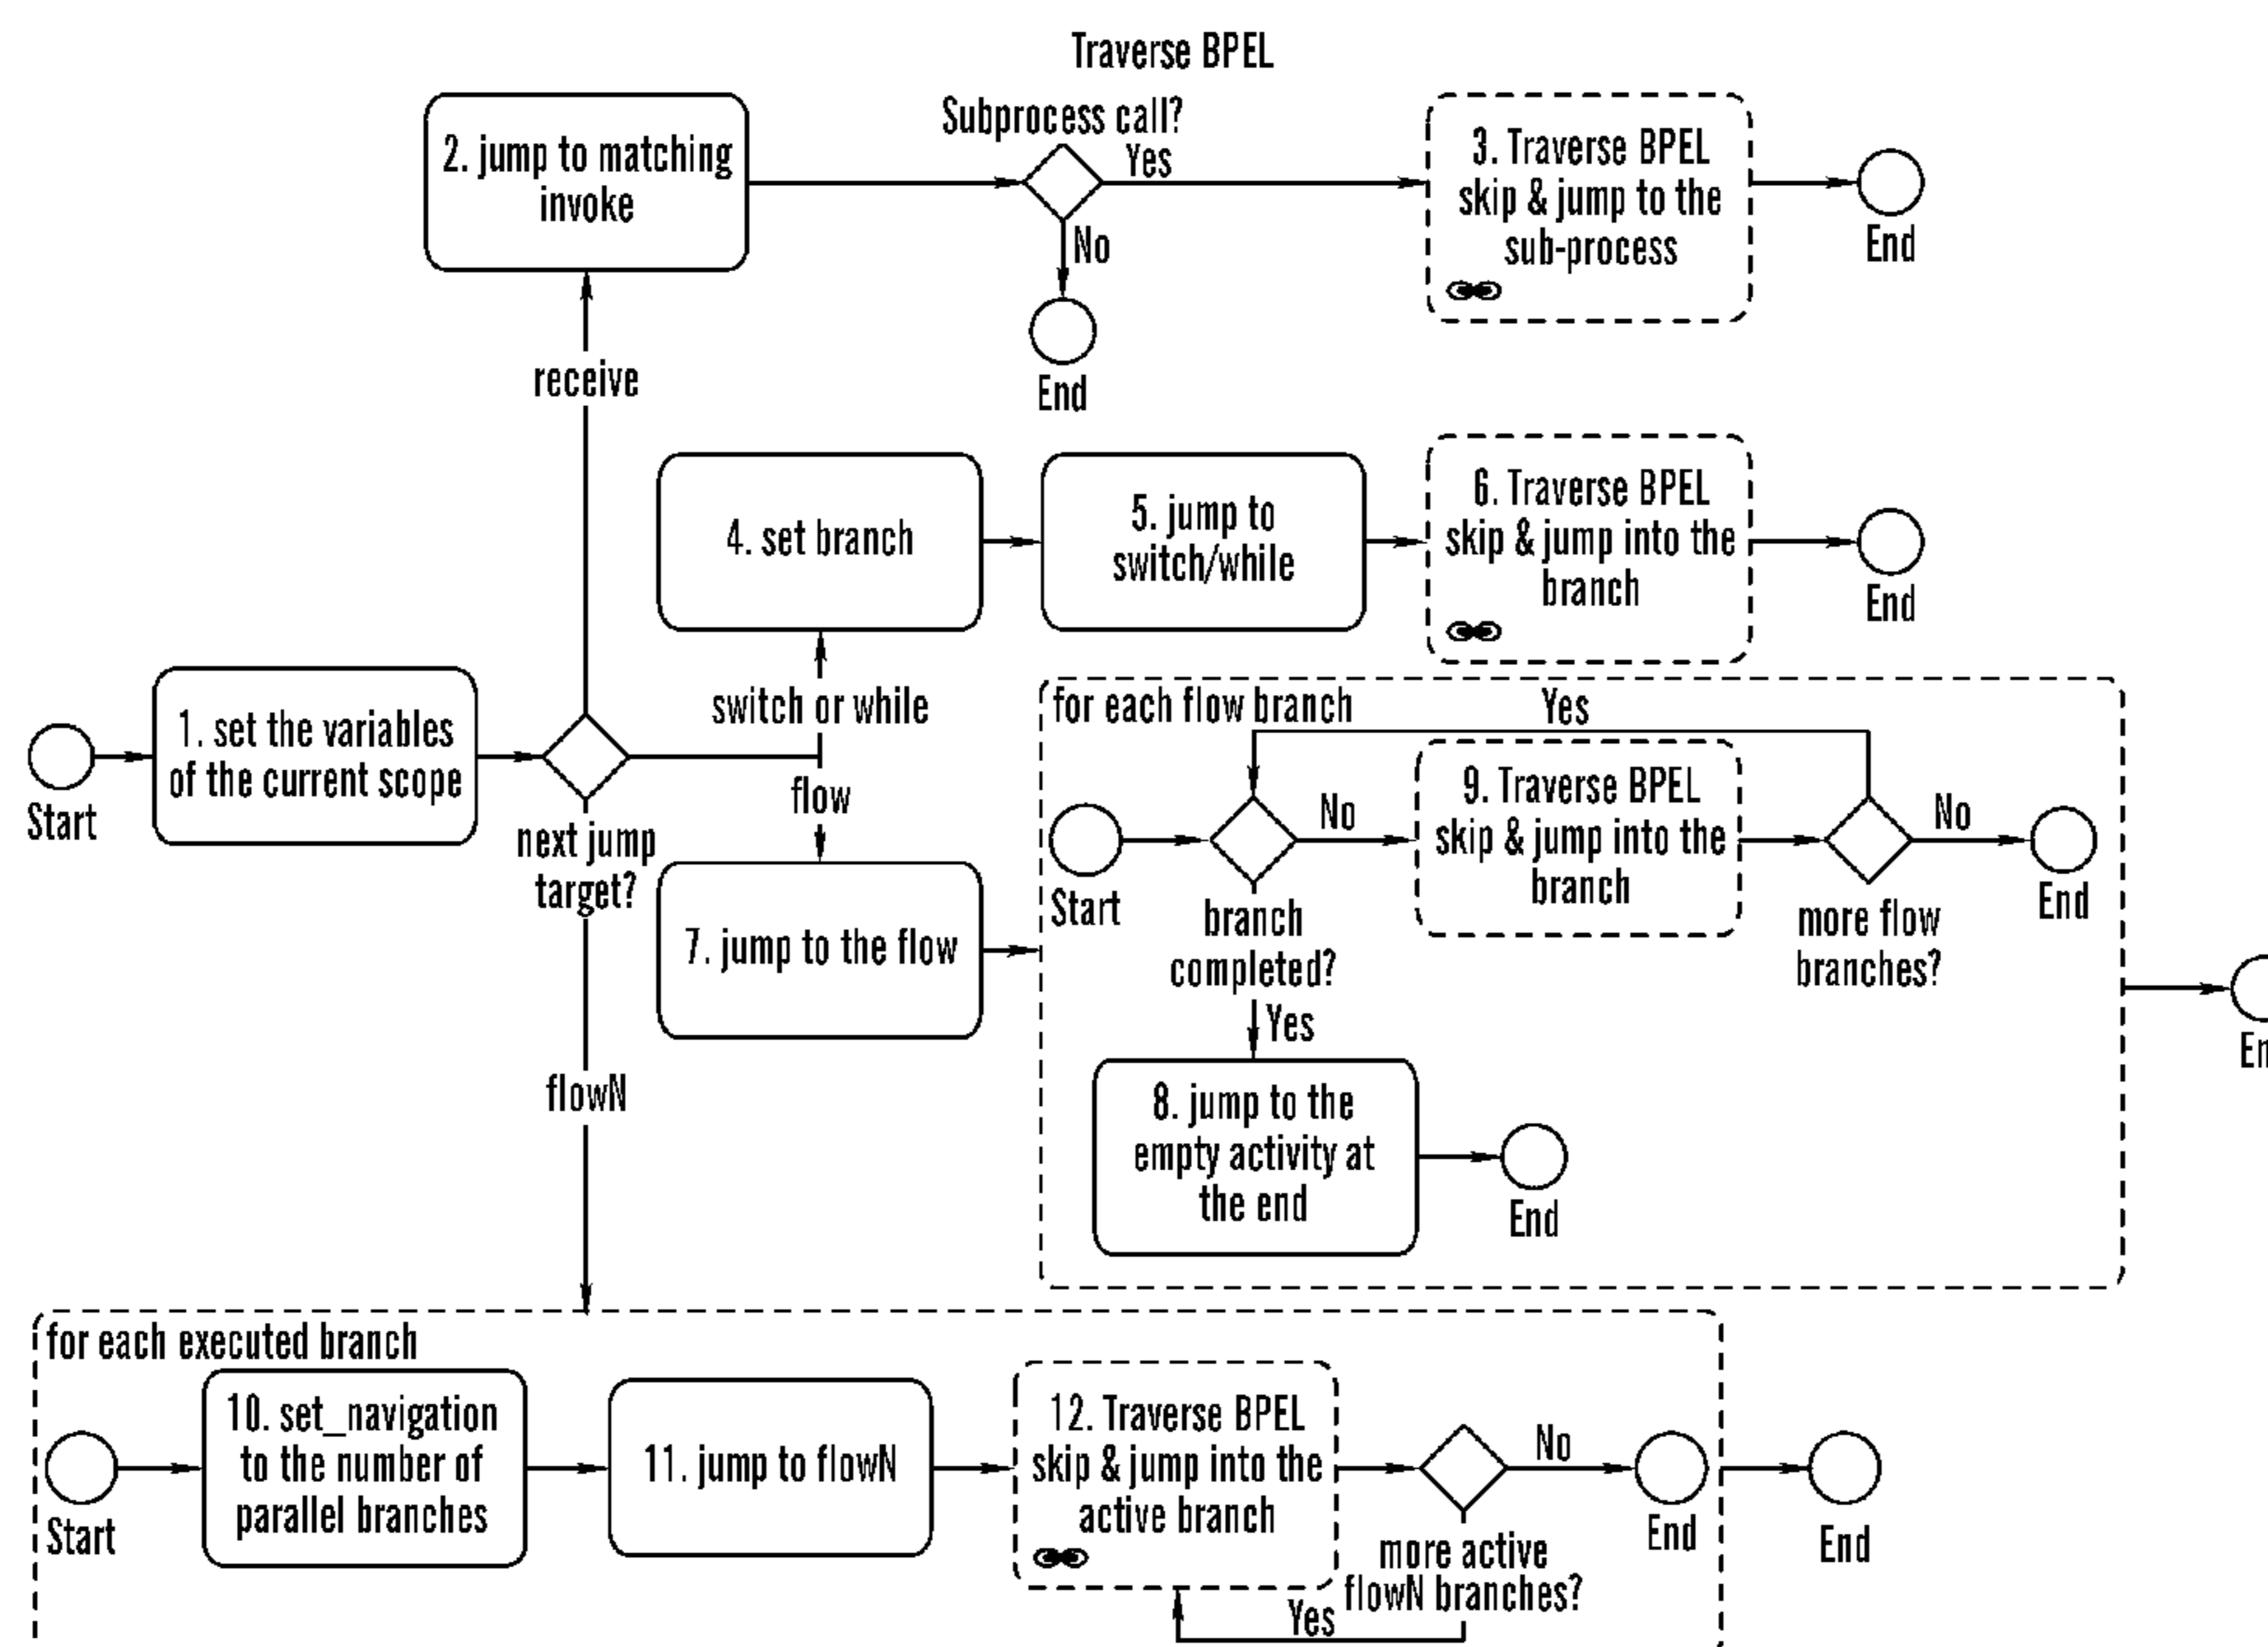 Traverse BPEL
2. jump to matching
invoke
Subprocess call?
Yes
No
End
3. Traverse BPEL
skip & jump to the
sub-process
End
receive
4. set branch
5. jump to
switch/while
6. Traverse BPEL
skip & jump into the
branch
End
Start
1. set the variables
of the current scope
next jump
target?
switch or while
flow
7. jump to the flow
for each flow branch
Yes
Start
No
branch
completed?
Yes
9. Traverse BPEL
skip & jump into the
branch
more flow
branches?
No
End
8. jump to the
empty activity at
the end
End
En
flowN
for each executed branch
Start
10. set_navigation
to the number of
parallel branches
11. jump to flowN
12. Traverse BPEL
skip & jump into the
active branch
No
more active
flowN branches?
Yes
End
End